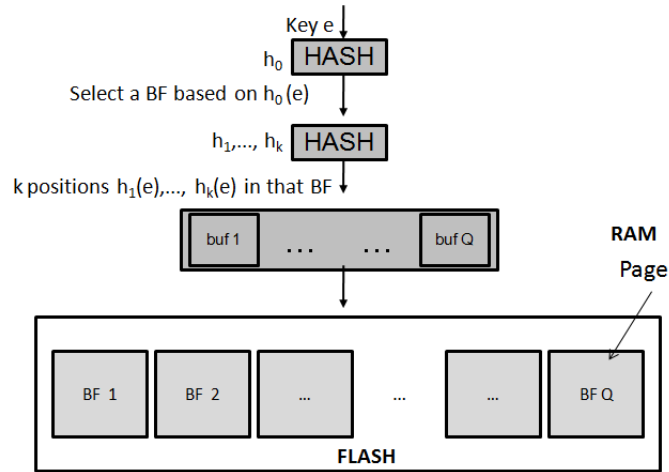 Key e
h₀ HASH
Select a BF based on h₀(e)
h₁,..., hₖ HASH
k positions h₁(e),..., hₖ(e) in that BF
buf 1 ... ... buf Q
RAM
Page
BF 1 BF 2 ... ... ... BF Q
FLASH